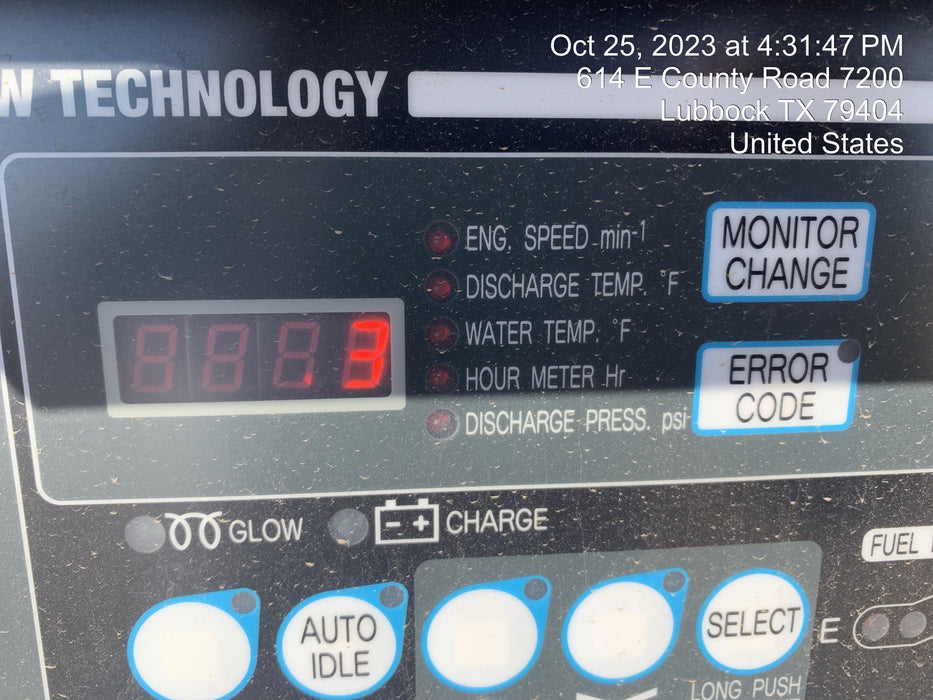 Oct 25, 2023 at 4:31:47 PM
614 E County Road 7200
Lubbock TX 79404
United States
W TECHNOLOGY
ENG. SPEED min-1
DISCHARGE TEMP. °F
WATER TEMP. °F
HOUR METER Hr
DISCHARGE PRESS. psi
MONITOR
CHANGE
ERROR
CODE
.3
GLOW
- +
CHARGE
FUEL
AUTO
IDLE
SELECT
E
LONG PUSH